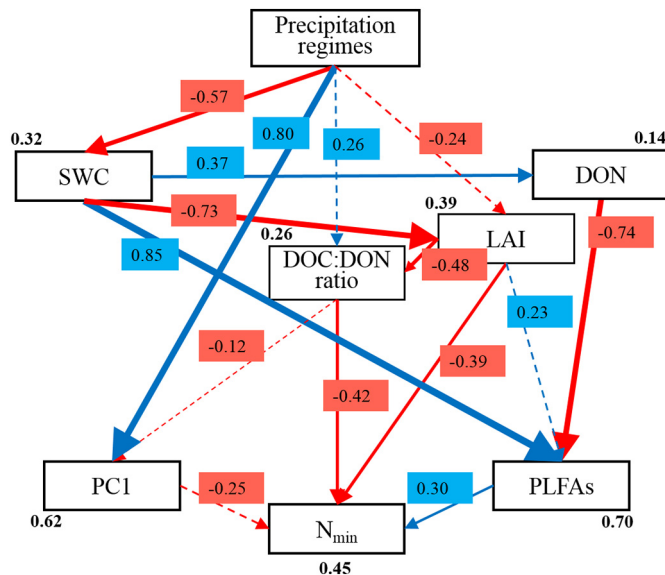 Precipitation
regimes
-0.57
0.80
0.26
-0.24
0.32
SWC
0.37
0.14
DON
-0.73
0.39
LAI
-0.74
0.85
0.26
DOC:DON
ratio
-0.48
0.23
-0.12
-0.42
-0.39
PC1
0.62
-0.25
N_min
0.45
0.30
PLFAs
0.70